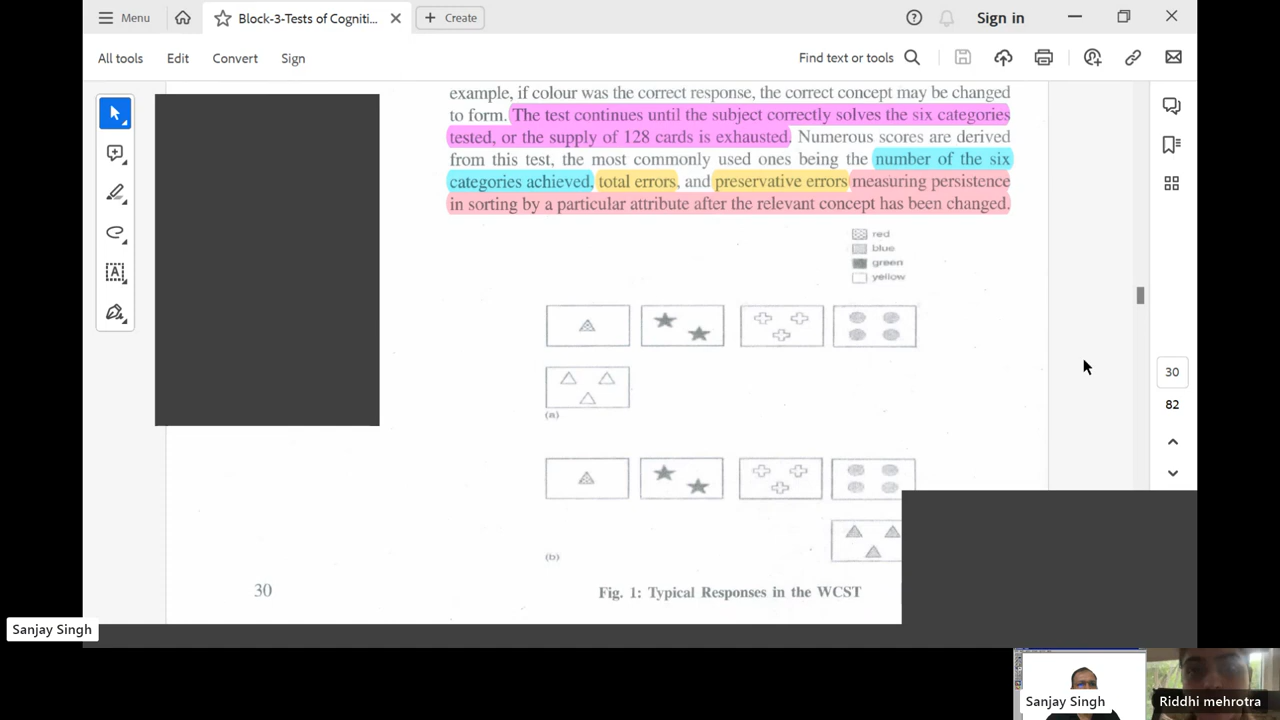 Menu
Block-3-Tests of Cogniti...
Create
Sign in
All tools
Edit
Convert
Sign
Find text or tools
example, if colour was the correct response, the correct concept may be changed
to form. The test continues until the subject correctly solves the six categories
tested, or the supply of 128 cards is exhausted. Numerous scores are derived
from this test, the most commonly used ones being the number of the six
categories achieved, total errors, and preservative errors measuring persistence
in sorting by a particular attribute after the relevant concept has been changed.
red
blue
green
yellow
(a)
(b)
30
Fig. 1: Typical Responses in the WCST
30
82
Sanjay Singh
Sanjay Singh
Riddhi mehrotra